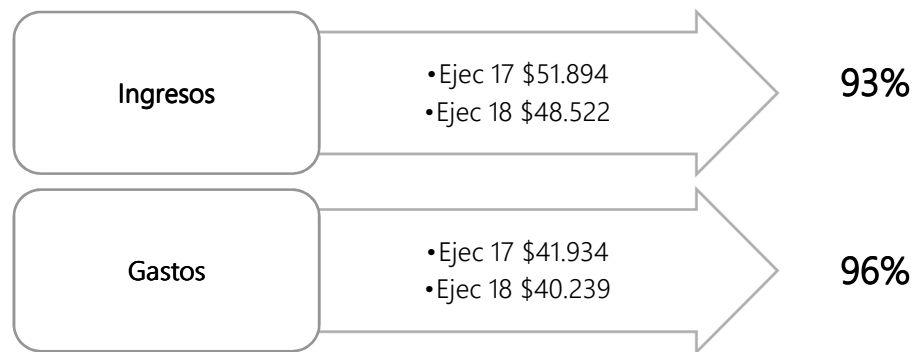 Ingresos
•Ejec 17 $51.894
•Ejec 18 $48.522
93%
Gastos
•Ejec 17 $41.934
•Ejec 18 $40.239
96%